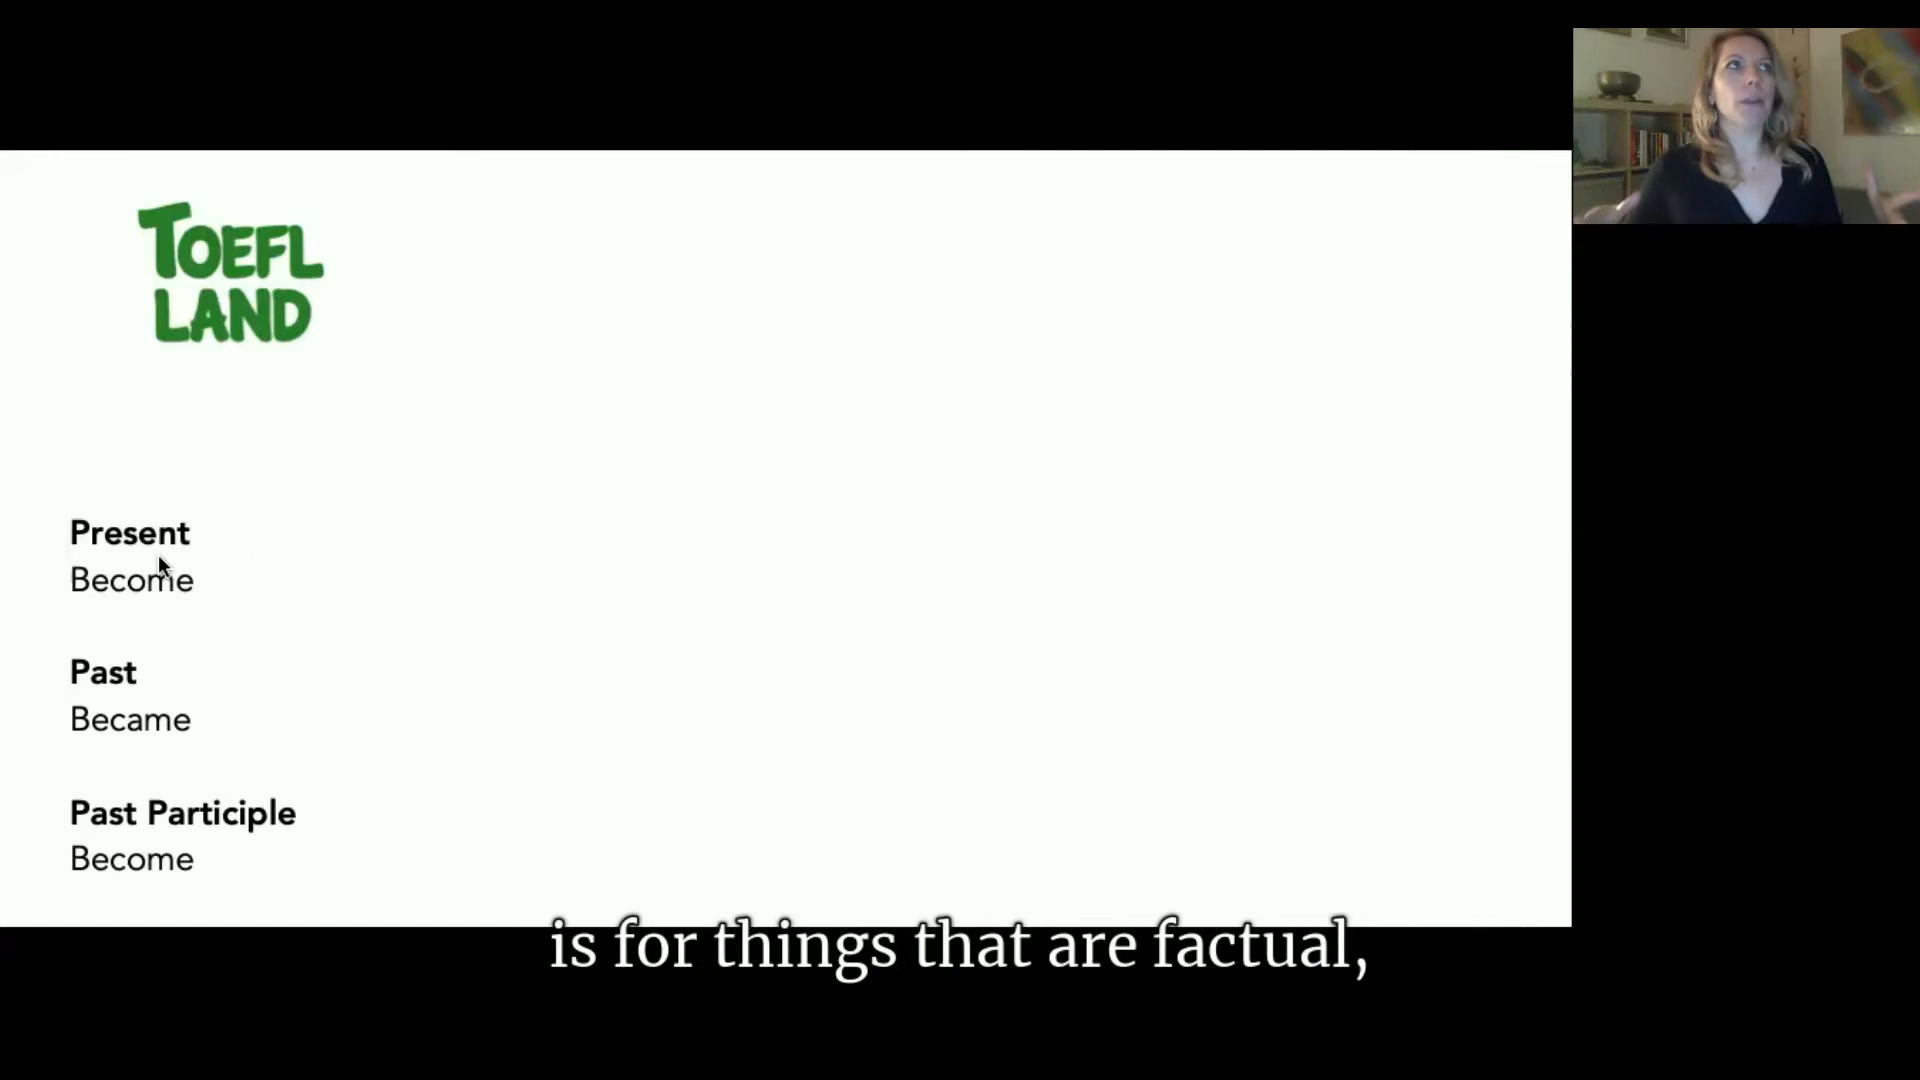 TOEFL
LAND
Present
Become
Past
Became
Past Participle
Become
is for things that are factual,